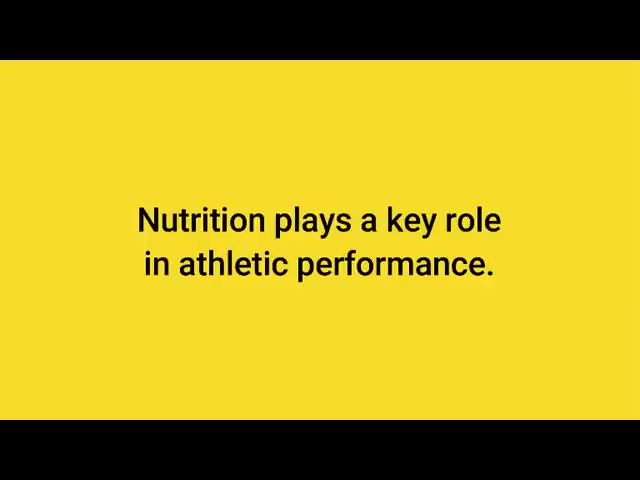 Nutrition plays a key role
in athletic performance.